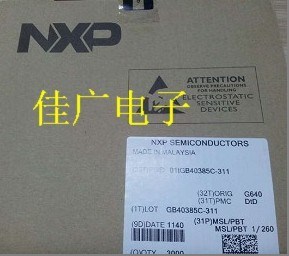 NXP
ATTENTION
OBSERVE PRECAUTIONS
FOR HANDLING
ELECTROSTATIC
SENSITIVE
DEVICES
佳广电子
NXP SEMICONDUCTORS
MADE IN MALAYSIA
GB40385C-311
(32T)ORIG G640
(31T)PMC DtD
(1T)LOT GB40385C-311
(31P)MSL/PBT
(9D)DATE 1140
MSL/PBT 1/260
(Q)QTY 3000